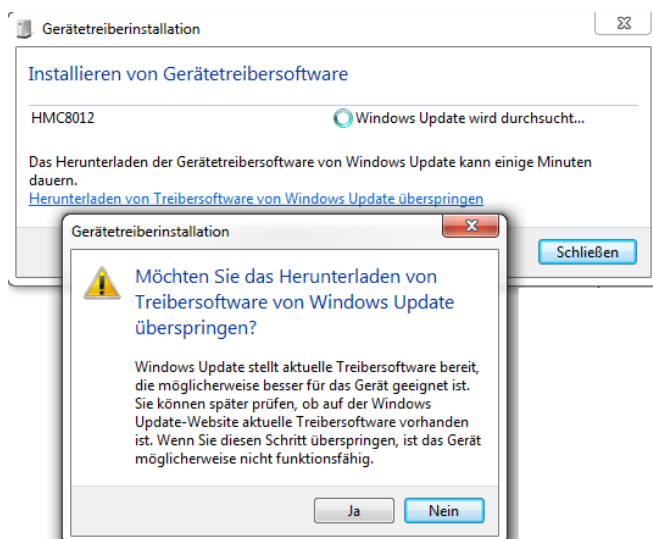 Gerätetreiberinstallation
Installieren von Gerätetreibersoftware
HMC8012
Windows Update wird durchsucht...
Das Herunterladen der Gerätetreibersoftware von Windows Update kann einige Minuten
dauern.
Herunterladen von Treibersoftware von Windows Update überspringen
Schließen
Gerätetreiberinstallation
Möchten Sie das Herunterladen von
Treibersoftware von Windows Update
überspringen?
Windows Update stellt aktuelle Treibersoftware bereit,
die möglicherweise besser für das Gerät geeignet ist.
Sie können später prüfen, ob auf der Windows
Update-Website aktuelle Treibersoftware vorhanden
ist. Wenn Sie diesen Schritt überspringen, ist das Gerät
möglicherweise nicht funktionsfähig.
Ja
Nein